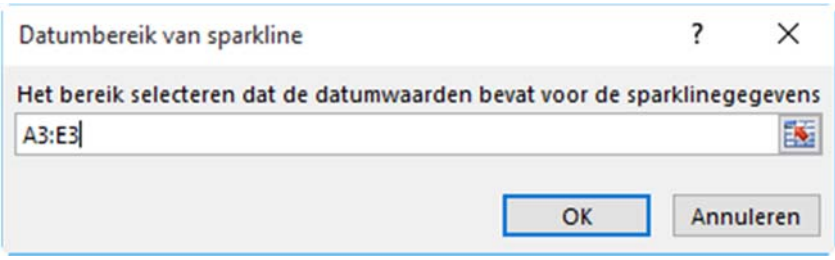 Datumbereik van sparkline ?
Het bereik selecteren dat de datumwaarden bevat voor de sparklinegegevens
A3:E3
OK Annuleren